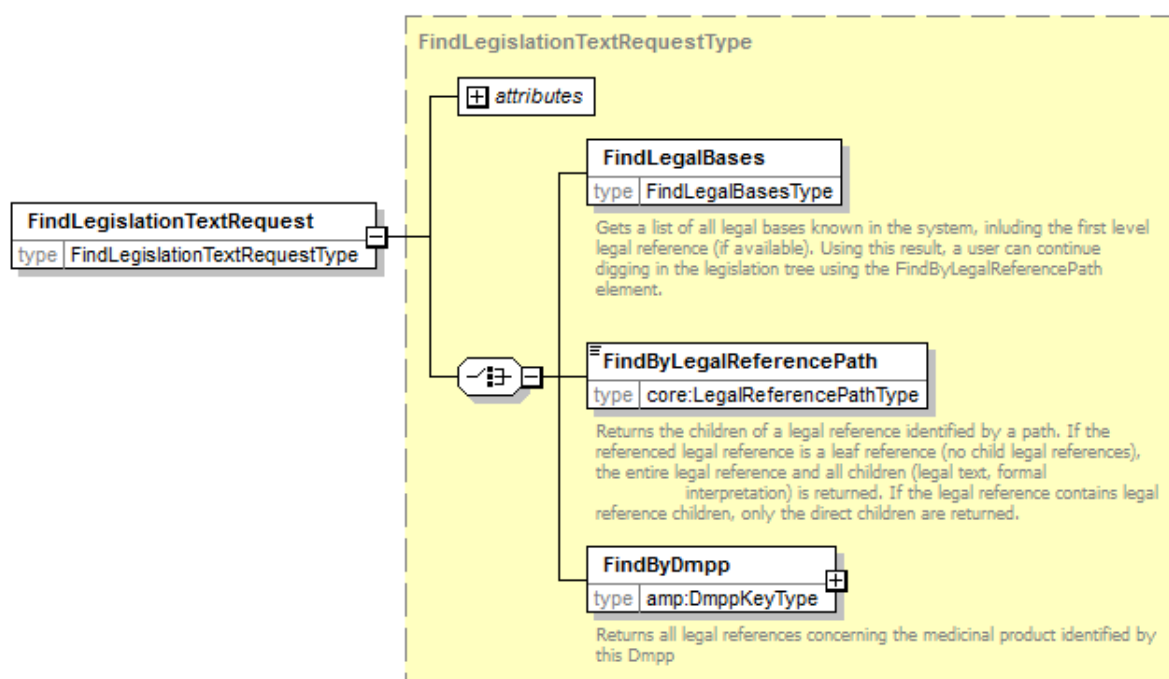 FindLegislationTextRequestType
attributes
FindLegalBases
type FindLegalBasesType
Gets a list of all legal bases known in the system, inluding the first level
legal reference (if available). Using this result, a user can continue
digging in the legislation tree using the FindByLegalReferencePath
element.
FindLegislationTextRequest
type FindLegislationTextRequestType
FindByLegalReferencePath
type core:LegalReferencePathType
Returns the children of a legal reference identified by a path. If the
referenced legal reference is a leaf reference (no child legal references),
the entire legal reference and all children (legal text, formal
interpretation) is returned. If the legal reference contains legal
reference children, only the direct children are returned.
FindByDmpp
type amp:DmppKeyType
Returns all legal references concerning the medicinal product identified by
this Dmpp